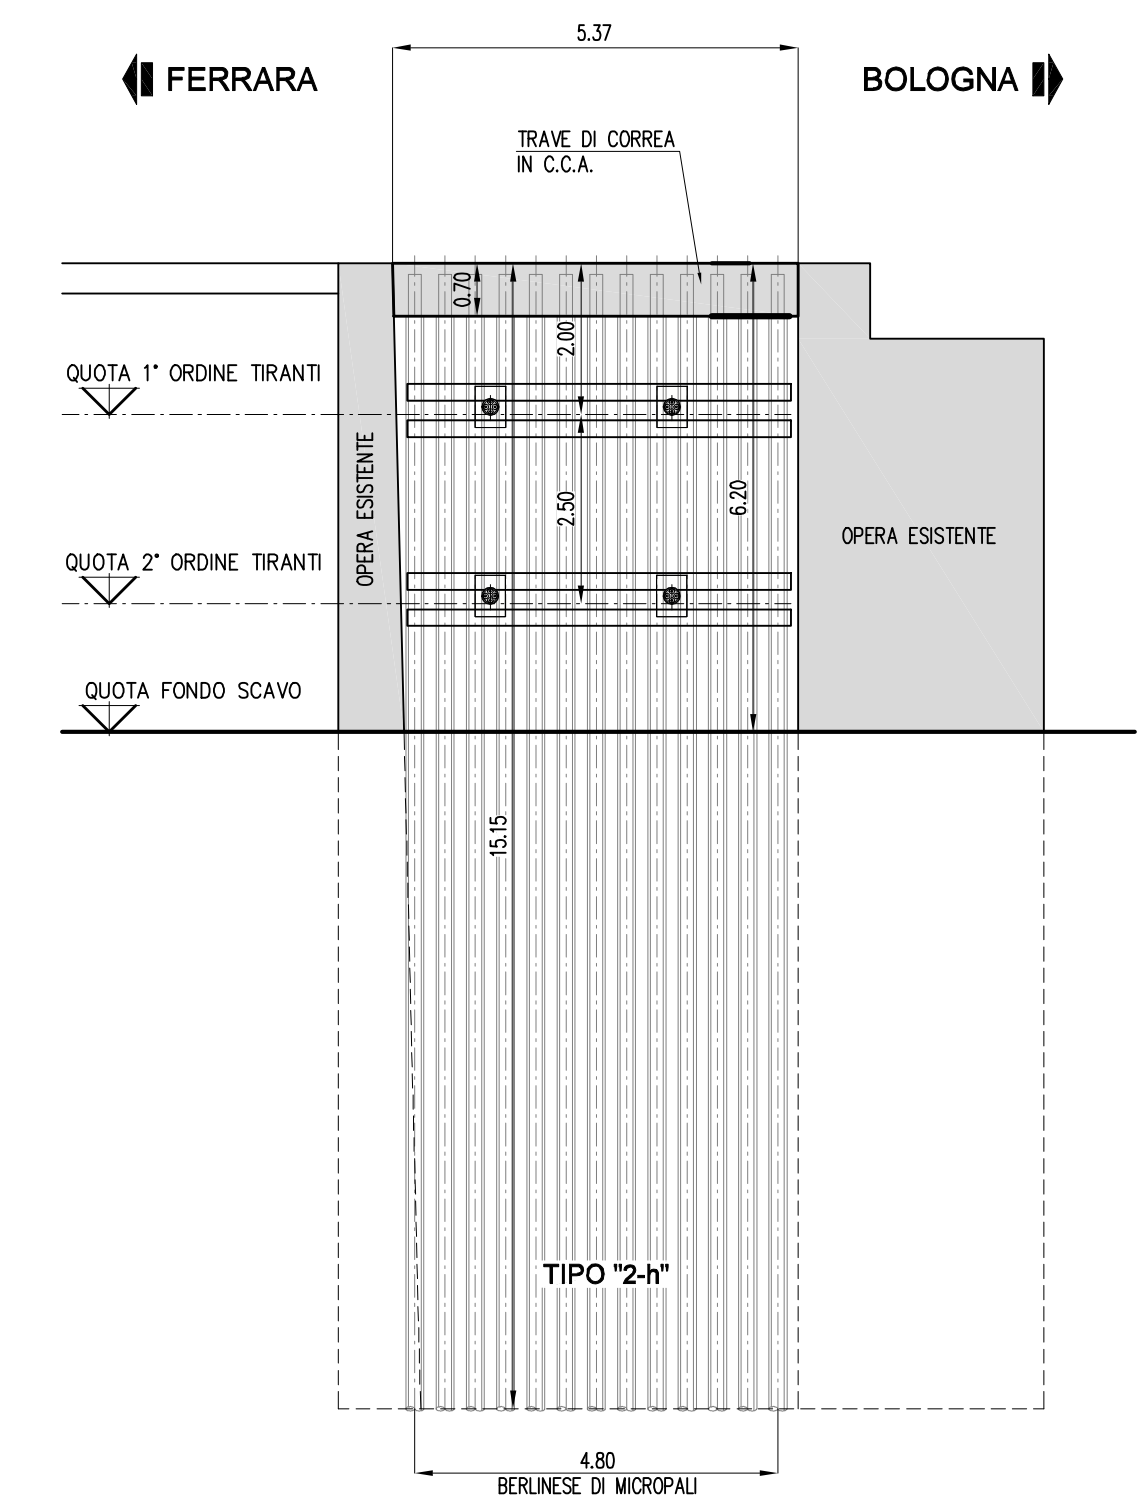 5.37
FERRARA
BOLOGNA
TRAVE DI CORREA
IN C.C.A.
0.70
2.00
QUOTA 1° ORDINE TIRANTI
OPERA ESISTENTE
2.50
6.20
OPERA ESISTENTE
QUOTA 2° ORDINE TIRANTI
QUOTA FONDO SCAVO
15.15
TIPO "2-h"
4.80
BERLINESE DI MICROPALI